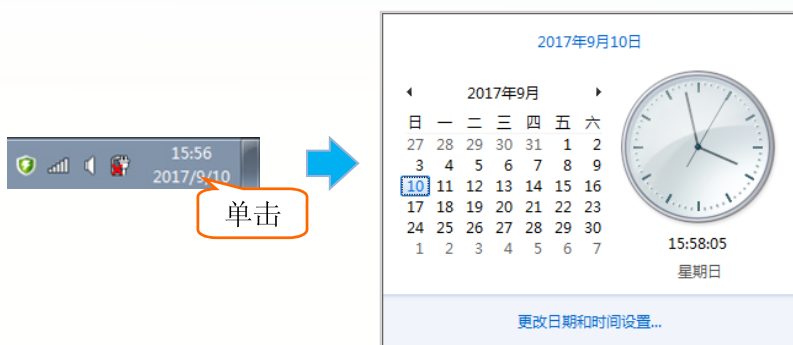 15:56
2017/9/10
单击
2017年9月10日
2017年9月
日 一 二 三 四 五 六
27 28 29 30 31 1 2
3 4 5 6 7 8 9
10 11 12 13 14 15 16
17 18 19 20 21 22 23
24 25 26 27 28 29 30
1 2 3 4 5 6 7
15:58:05
星期日
更改日期和时间设置...